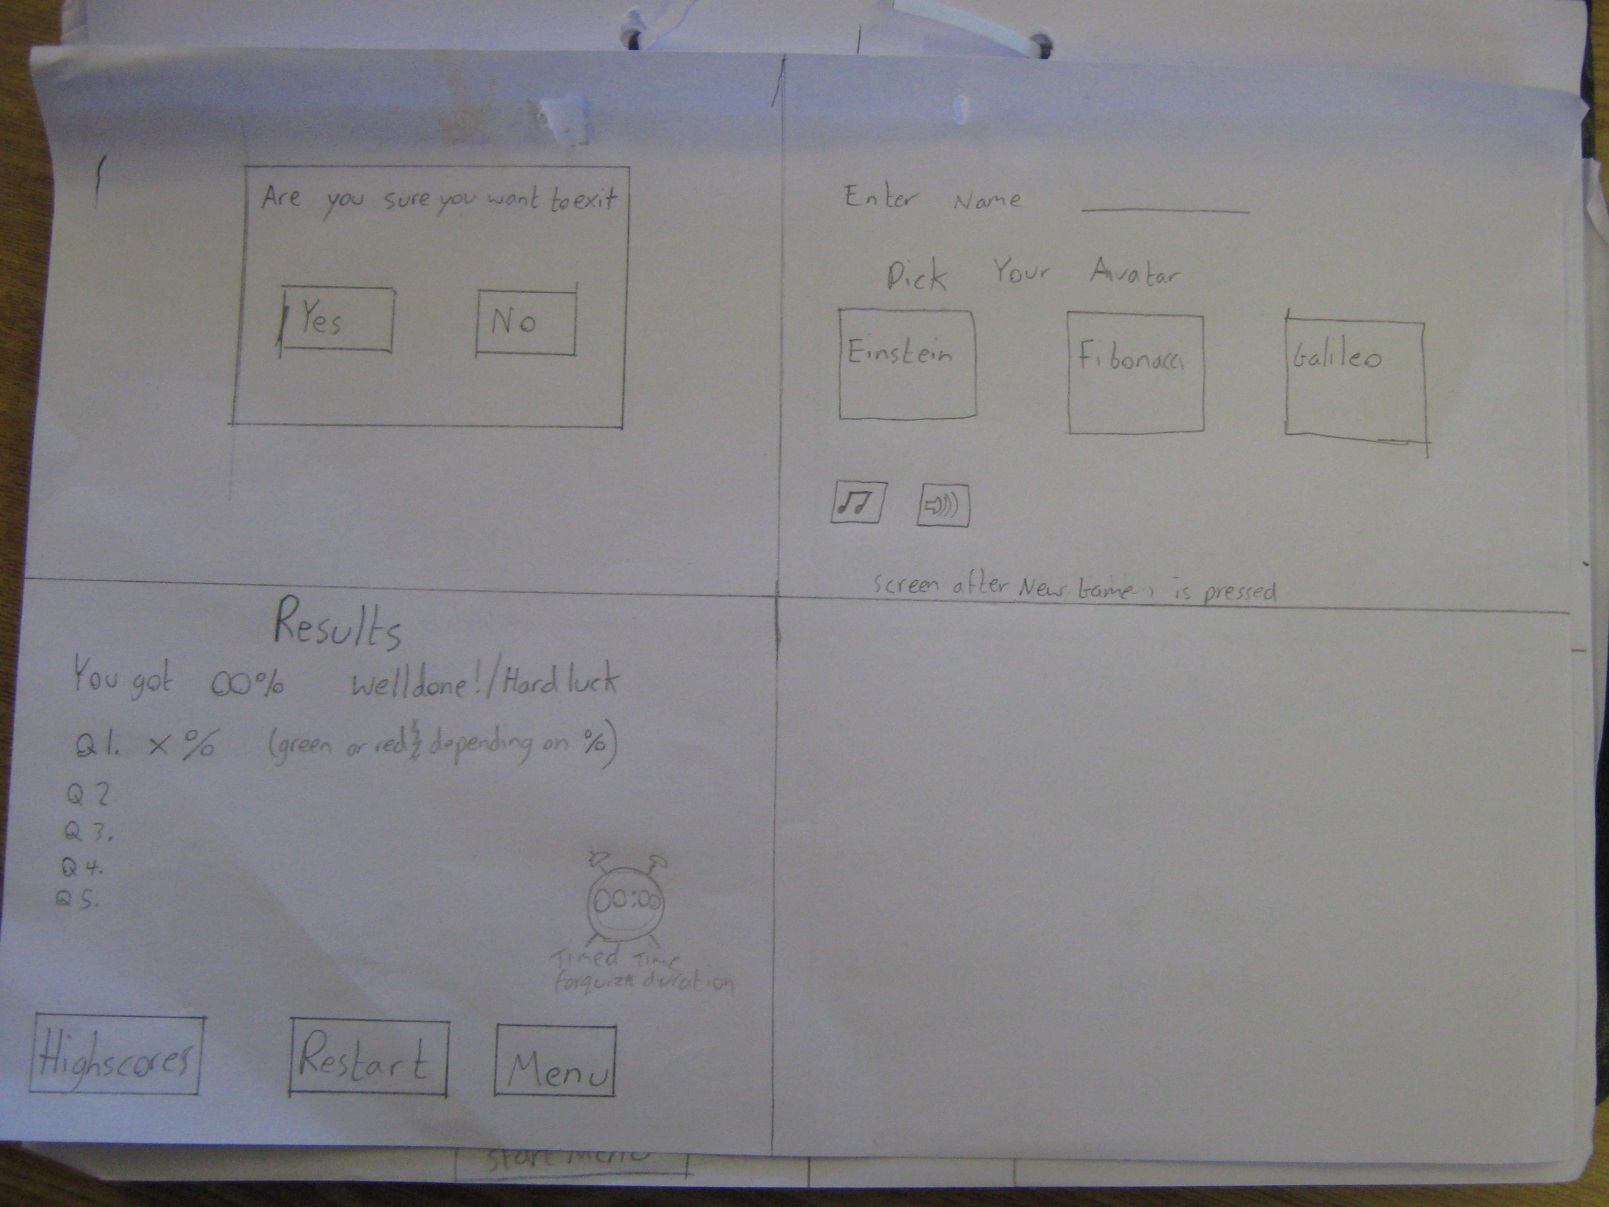 Are you sure you want to exit
Yes
No
Enter Name
Pick Your Avatar
Einstein
Fibonacci
Galileo
screen after New Game, is pressed
Results
You got 00% Welldone!/Hard luck
Q1. x% (green or red depending on %)
Q2
Q3.
Q4.
Q5.
00:00
Timed Time
for quiz duration
Highscores
Restart
Menu
Start Menu